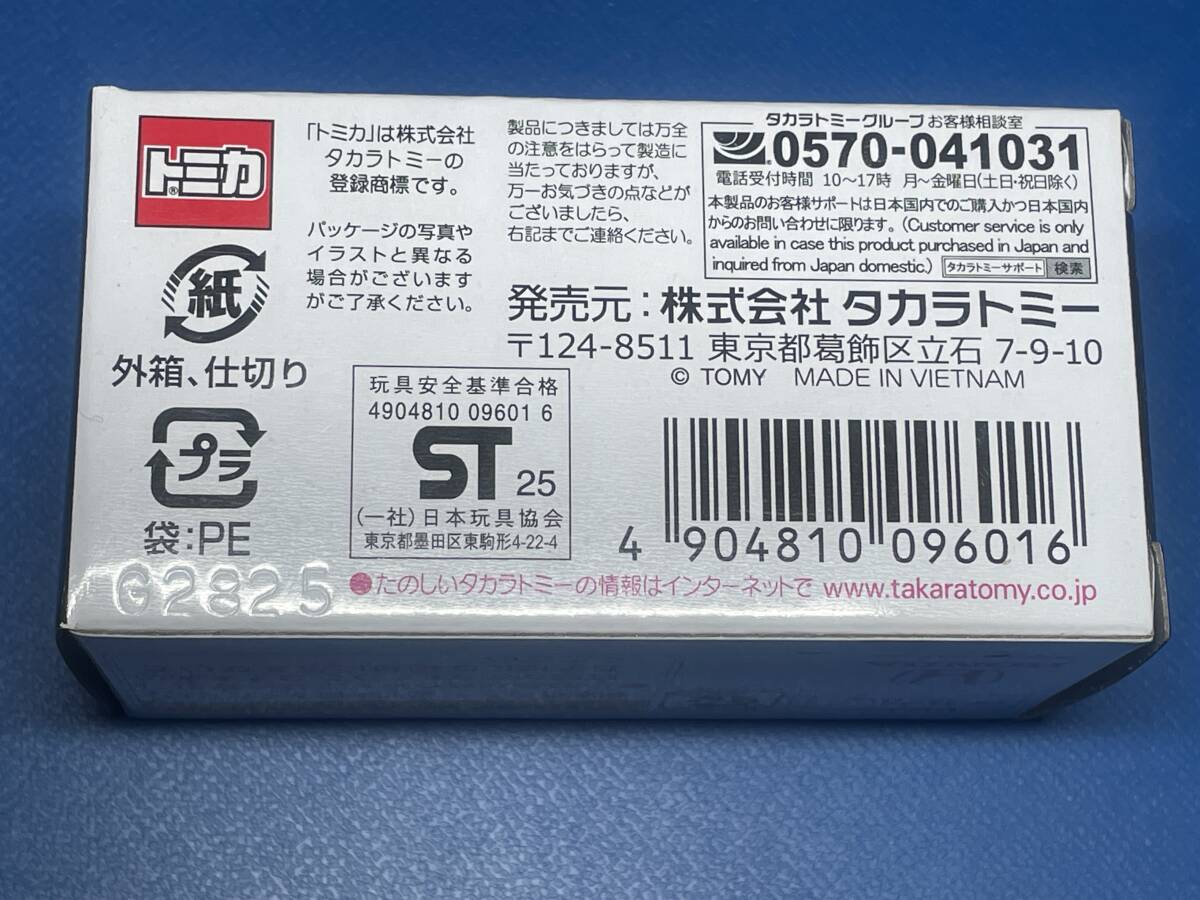 トミカ®
「トミカ」は株式会社
タカラトミーの
登録商標です。
パッケージの写真や
イラストと異なる
場合がございます
がご了承ください。
製品につきましては万全
の注意をはらって製造に
当たっておりますが、
万一お気づきの点などが
ございましたら、
右記までご連絡ください。
タカラトミーグループ お客様相談室
0570-041031
電話受付時間 10～17時 月～金曜日(土日・祝日除く)
本製品のお客様サポートは日本国内でのご購入かつ日本国内
からのお問い合わせに限ります。(Customer service is only
available in case this product purchased in Japan and
inquired from Japan domestic.) タカラトミーサポート 検索
紙
外箱、仕切り
プラ
袋:PE
発売元:株式会社 タカラトミー
〒124-8511 東京都葛飾区立石 7-9-10
© TOMY MADE IN VIETNAM
玩具安全基準合格
4904810 09601 6
ST 25
(一社)日本玩具協会
東京都墨田区東駒形4-22-4
4 904810 096016
たのしいタカラトミーの情報はインターネットで www.takaratomy.co.jp
G2825